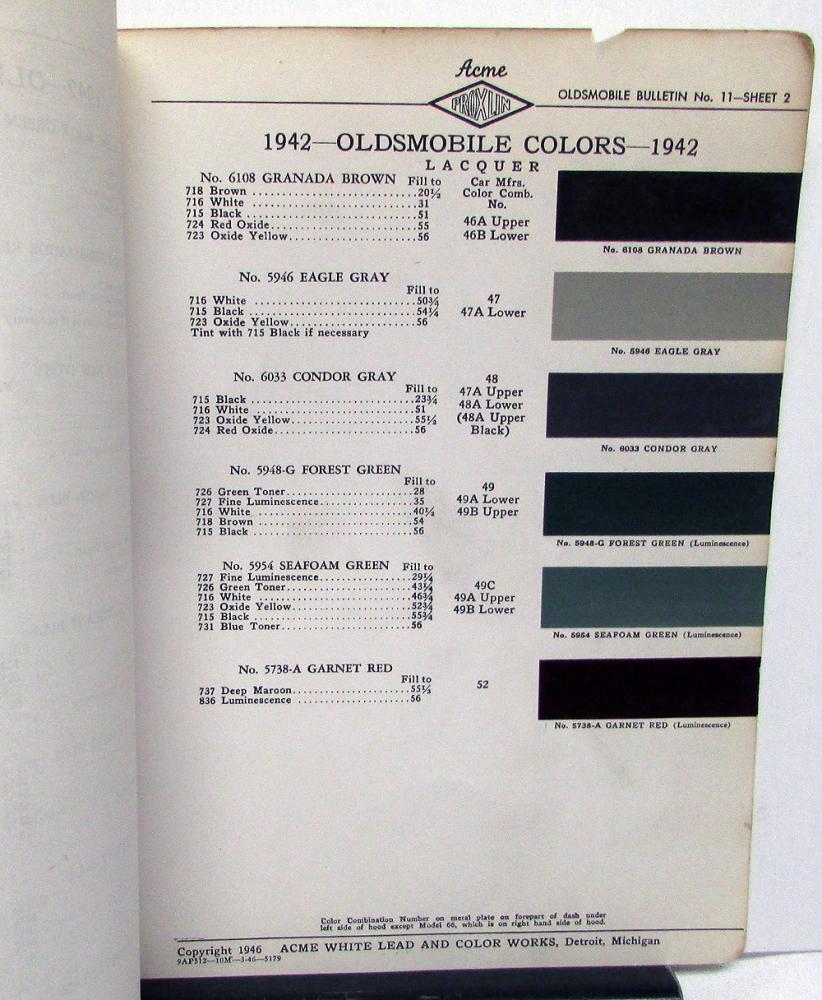 Acme
PROXLIN
OLDSMOBILE BULLETIN No. 11—SHEET 2
1942—OLDSMOBILE COLORS—1942
LACQUER
No. 6108 GRANADA BROWN Fill to
718 Brown ....................20½
716 White ....................31
715 Black ....................51
724 Red Oxide....................55
723 Oxide Yellow....................56
Car Mfrs.
Color Comb.
No.
46A Upper
46B Lower
No. 6108 GRANADA BROWN
No. 5946 EAGLE GRAY
Fill to
716 White ....................50¾
715 Black ....................54¼
723 Oxide Yellow....................56
Tint with 715 Black if necessary
47
47A Lower
No. 5946 EAGLE GRAY
No. 6033 CONDOR GRAY
Fill to
715 Black ....................23¾
716 White ....................51
723 Oxide Yellow....................55½
724 Red Oxide....................56
48
47A Upper
48A Lower
(48A Upper
Black)
No. 6033 CONDOR GRAY
No. 5948-G FOREST GREEN
Fill to
726 Green Toner....................28
727 Fine Luminescence....................35
716 White ....................40¼
718 Brown ....................54
715 Black ....................56
49
49A Lower
49B Upper
No. 5948-G FOREST GREEN (Luminescence)
No. 5954 SEAFOAM GREEN Fill to
727 Fine Luminescence....................29¼
726 Green Toner....................43¼
716 White ....................46¾
723 Oxide Yellow....................52¾
715 Black ....................55¾
731 Blue Toner....................56
49C
49A Upper
49B Lower
No. 5954 SEAFOAM GREEN (Luminescence)
No. 5738-A GARNET RED
Fill to
737 Deep Maroon....................55½
836 Luminescence ....................56
52
No. 5738-A GARNET RED (Luminescence)
Color Combination Number on metal plate on forepart of dash under
left side of hood except Model 66, which is on right hand side of hood.
Copyright 1946 ACME WHITE LEAD AND COLOR WORKS, Detroit, Michigan
9AP512—10M—3-46—5179